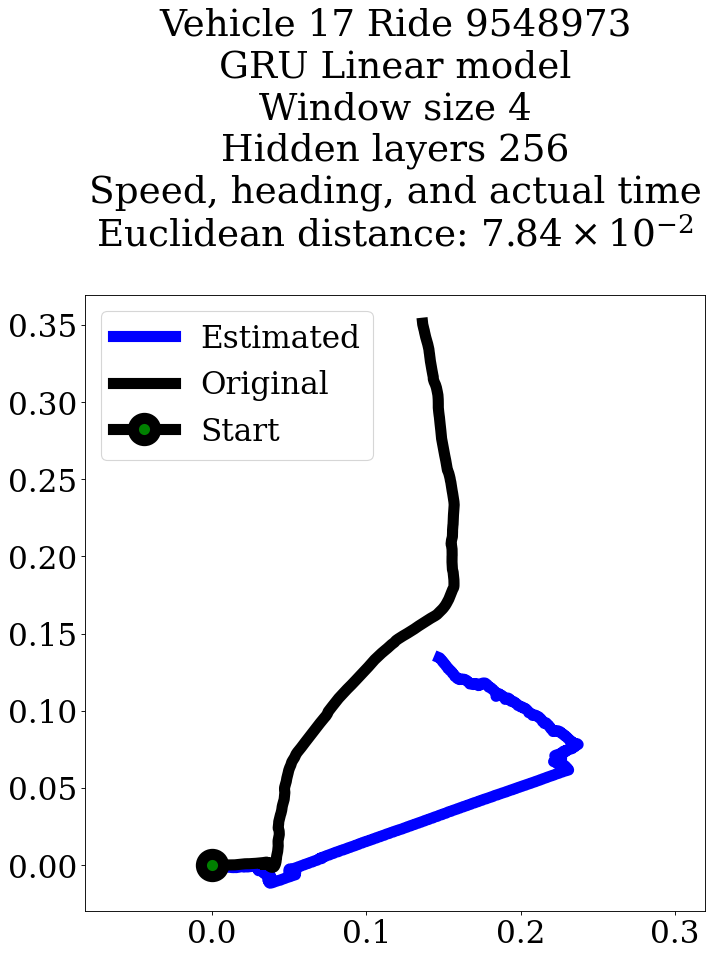 Vehicle 17 Ride 9548973
GRU Linear model
Window size 4
Hidden layers 256
Speed, heading, and actual time
Euclidean distance: 7.84 × 10⁻²
Estimated
Original
Start
0.35
0.30
0.25
0.20
0.15
0.10
0.05
0.00
0.0 0.1 0.2 0.3